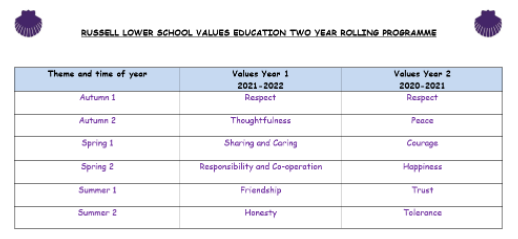 RUSSELL LOWER SCHOOL VALUES EDUCATION TWO YEAR ROLLING PROGRAMME
Theme and time of year Values Year 1 Values Year 2
2021-2022 2020-2021
Autumn 1 Respect Respect
Autumn 2 Thoughtfulness Peace
Spring 1 Sharing and Caring Courage
Spring 2 Responsibility and Co-operation Happiness
Summer 1 Friendship Trust
Summer 2 Honesty Tolerance